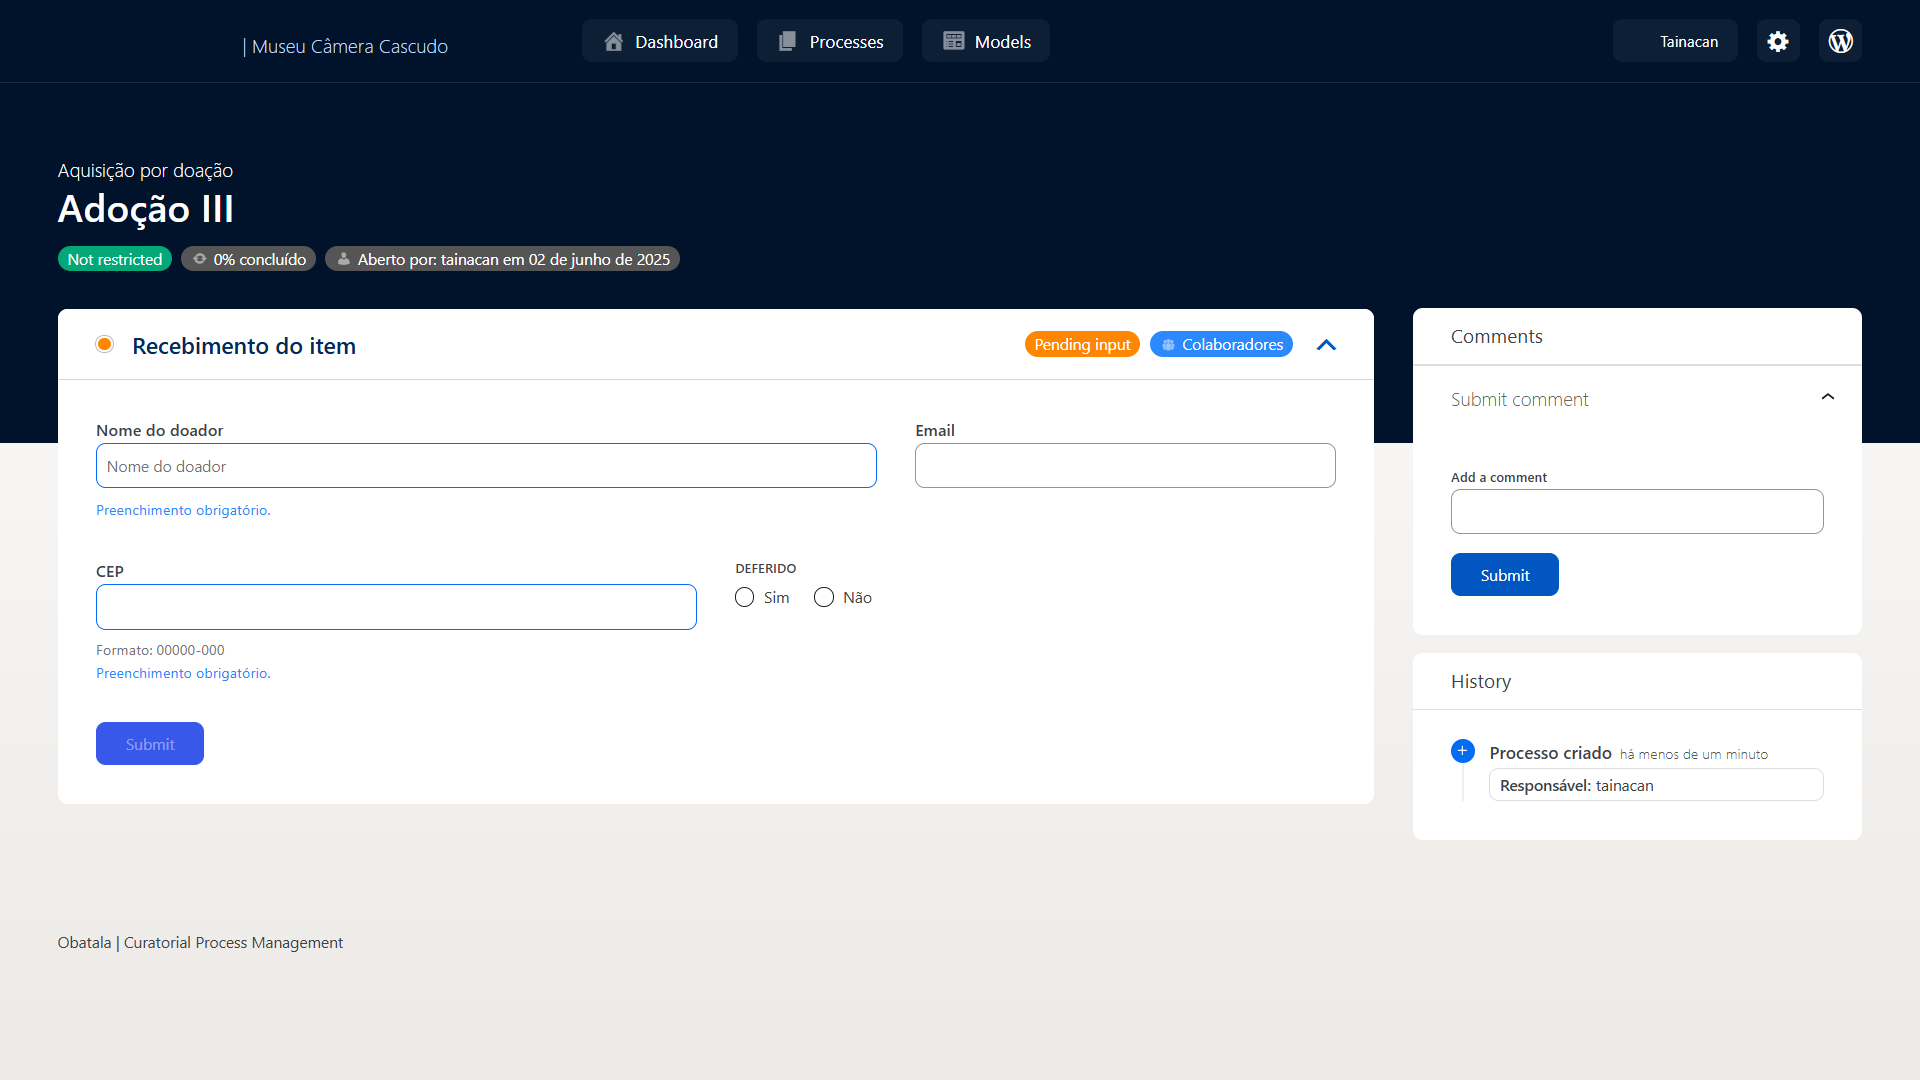 | Museu Câmera Cascudo
Dashboard
Processes
Models
Tainacan
Aquisição por doação
Adoção III
Not restricted
0% concluído
Aberto por: tainacan em 02 de junho de 2025
Recebimento do item
Pending input
Colaboradores
Nome do doador
Nome do doador
Preenchimento obrigatório.
Email
CEP
Formato: 00000-000
Preenchimento obrigatório.
DEFERIDO
Sim
Não
Submit
Comments
Submit comment
Add a comment
Submit
History
Processo criado há menos de um minuto
Responsável: tainacan
Obatala | Curatorial Process Management